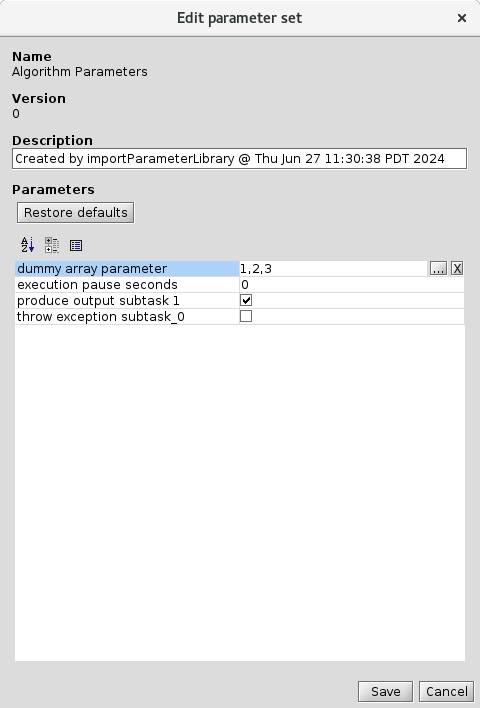 Edit parameter set
Name
Algorithm Parameters
Version
0
Description
Created by importParameterLibrary @ Thu Jun 27 11:30:38 PDT 2024
Parameters
Restore defaults
dummy array parameter 1,2,3 ... X
execution pause seconds 0
produce output subtask 1
throw exception subtask_0
Save Cancel